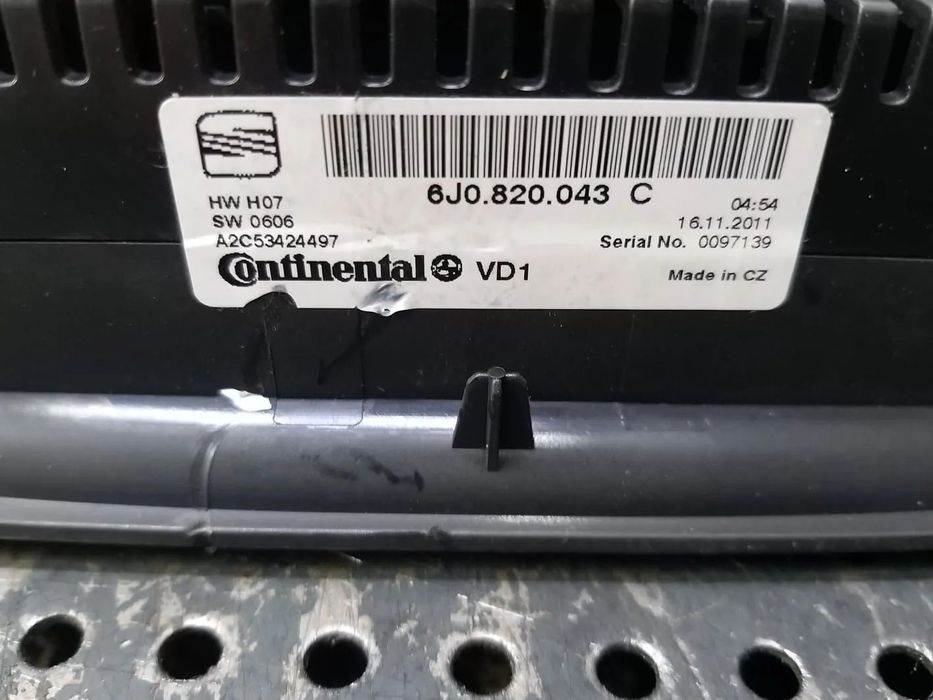 6J0.820.043 C
HW H07
04:54
SW 0606
16.11.2011
A2C53424497
Serial No. 0097139
Continental VD1
Made in CZ